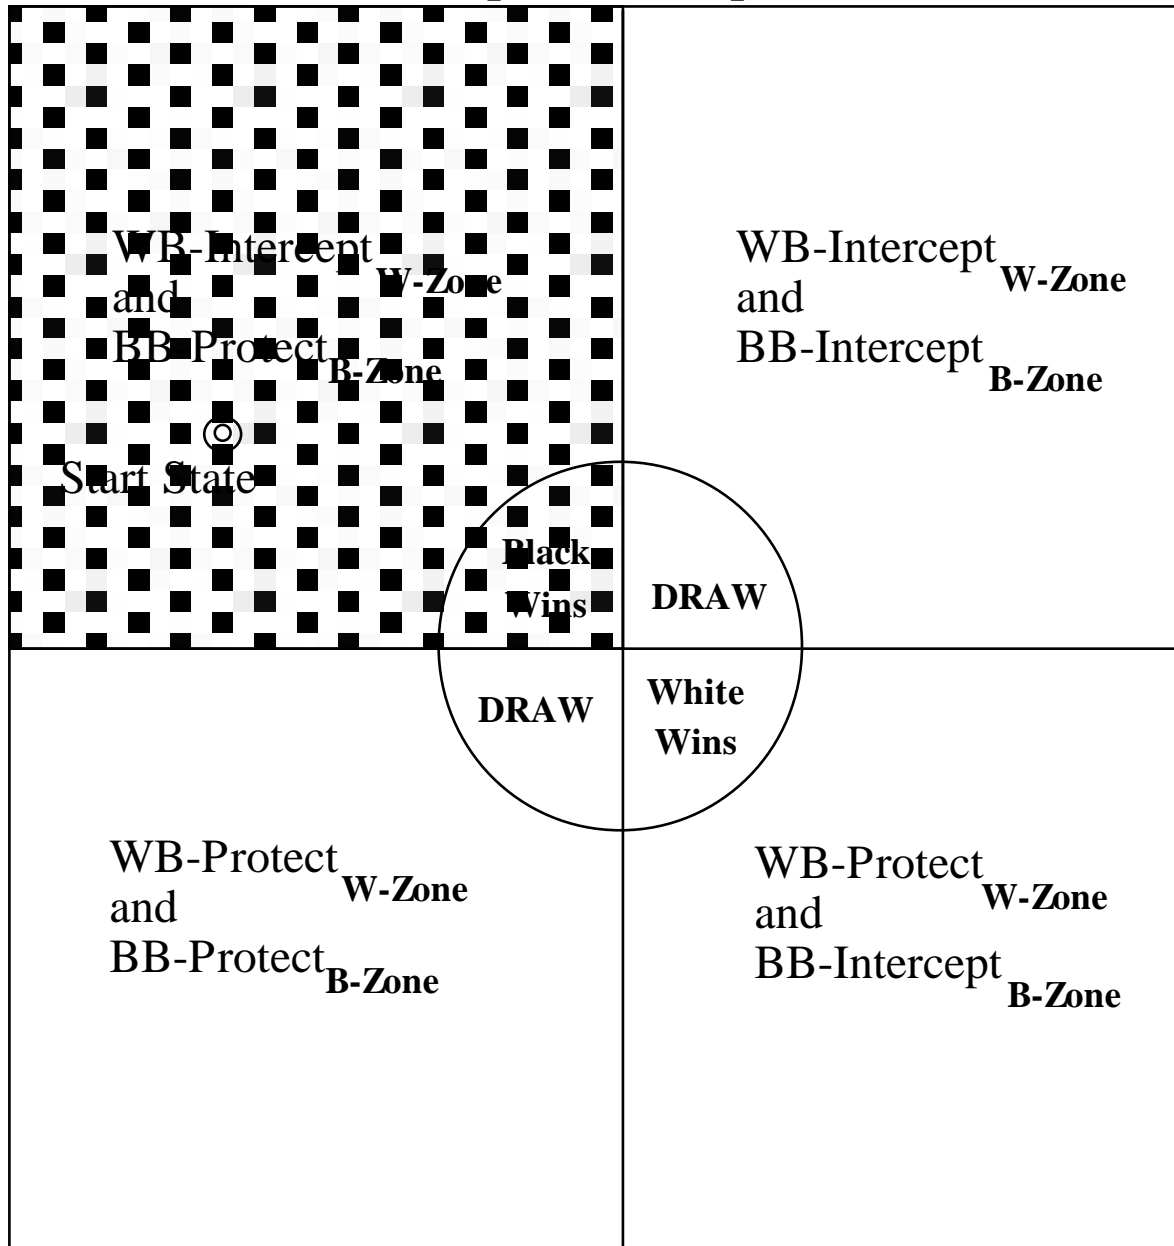 WB-Intercept W-Zone
and
BB-Protect B-Zone
Start State
WB-Intercept W-Zone
and
BB-Intercept B-Zone
Black
Wins
DRAW
DRAW
White
Wins
WB-Protect W-Zone
and
BB-Protect B-Zone
WB-Protect W-Zone
and
BB-Intercept B-Zone